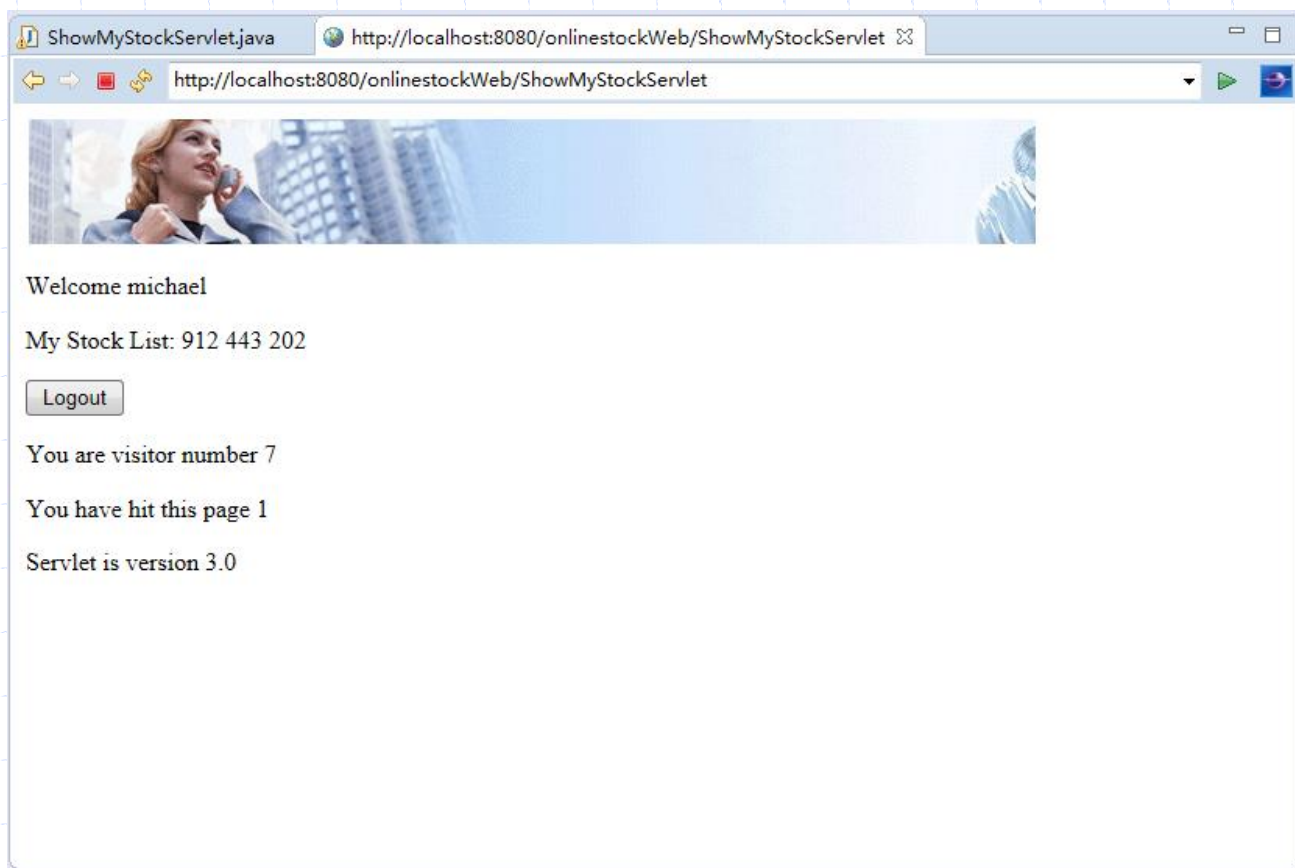 ShowMyStockServlet.java
http://localhost:8080/onlinestockWeb/ShowMyStockServlet
http://localhost:8080/onlinestockWeb/ShowMyStockServlet
Welcome michael
My Stock List: 912 443 202
Logout
You are visitor number 7
You have hit this page 1
Servlet is version 3.0